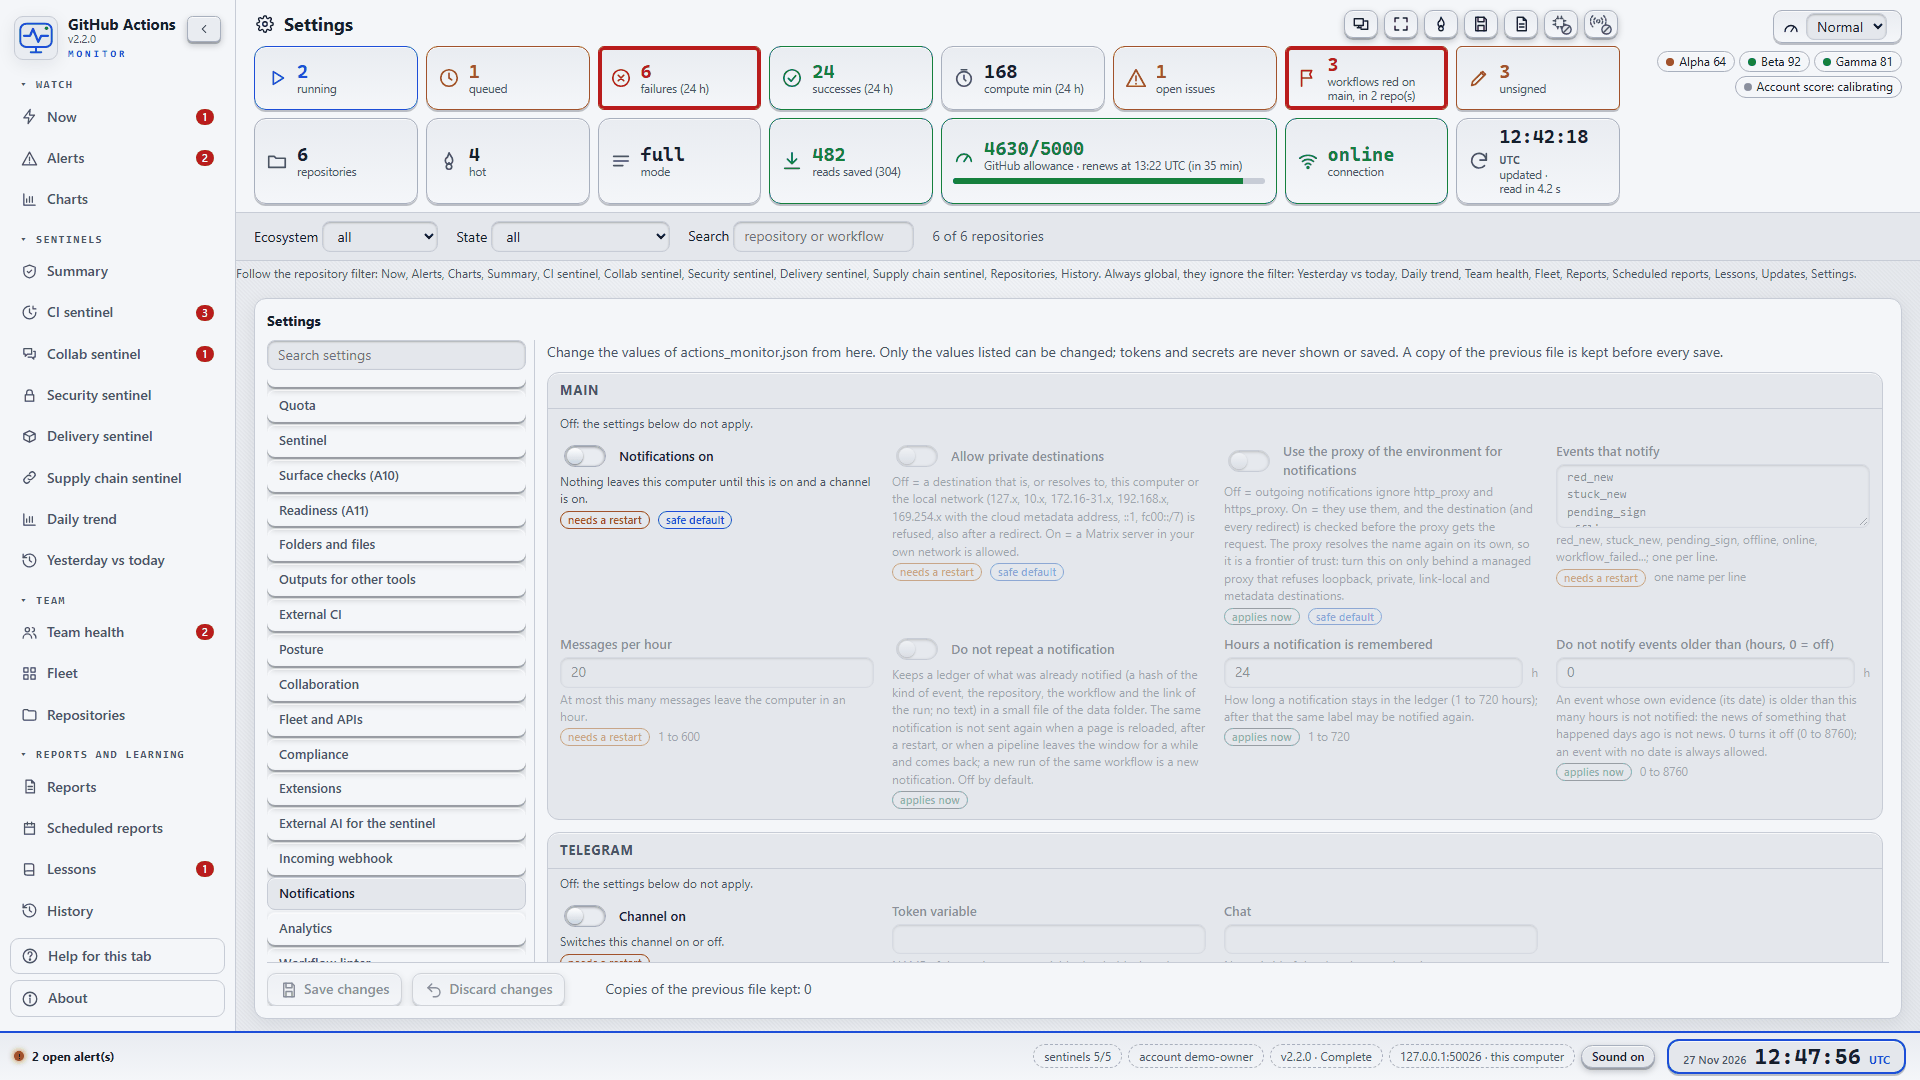 GitHub Actions
v2.2.0
MONITOR
WATCH
Now 1
Alerts 2
Charts
SENTINELS
Summary
CI sentinel 3
Collab sentinel 1
Security sentinel
Delivery sentinel
Supply chain sentinel
Daily trend
Yesterday vs today
TEAM
Team health 2
Fleet
Repositories
REPORTS AND LEARNING
Reports
Scheduled reports
Lessons 1
History
Help for this tab
About
Settings
Normal
Alpha 64
Beta 92
Gamma 81
Account score: calibrating
2
running
1
queued
6
failures (24 h)
24
successes (24 h)
168
compute min (24 h)
1
open issues
3
workflows red on
main, in 2 repo(s)
3
unsigned
6
repositories
4
hot
full
mode
482
reads saved (304)
4630/5000
GitHub allowance · renews at 13:22 UTC (in 35 min)
online
connection
12:42:18
UTC
updated ·
read in 4.2 s
Ecosystem all State all Search repository or workflow 6 of 6 repositories
Follow the repository filter: Now, Alerts, Charts, Summary, CI sentinel, Collab sentinel, Security sentinel, Delivery sentinel, Supply chain sentinel, Repositories, History. Always global, they ignore the filter: Yesterday vs today, Daily trend, Team health, Fleet, Reports, Scheduled reports, Lessons, Updates, Settings.
Settings
Search settings
Quota
Sentinel
Surface checks (A10)
Readiness (A11)
Folders and files
Outputs for other tools
External CI
Posture
Collaboration
Fleet and APIs
Compliance
Extensions
External AI for the sentinel
Incoming webhook
Notifications
Analytics
Change the values of actions_monitor.json from here. Only the values listed can be changed; tokens and secrets are never shown or saved. A copy of the previous file is kept before every save.
MAIN
Off: the settings below do not apply.
Notifications on
Nothing leaves this computer until this is on and a channel
is on.
needs a restart safe default
Allow private destinations
Off = a destination that is, or resolves to, this computer or
the local network (127.x, 10.x, 172.16-31.x, 192.168.x,
169.254.x with the cloud metadata address, ::1, fc00::/7) is
refused, also after a redirect. On = a Matrix server in your
own network is allowed.
needs a restart safe default
Use the proxy of the environment for
notifications
Off = outgoing notifications ignore http_proxy and
https_proxy. On = they use them, and the destination (and
every redirect) is checked before the proxy gets the
request. The proxy resolves the name again on its own, so
it is a frontier of trust: turn this on only behind a managed
proxy that refuses loopback, private, link-local and
metadata destinations.
applies now safe default
Events that notify
red_new
stuck_new
pending_sign
red_new, stuck_new, pending_sign, offline, online,
workflow_failed...; one per line.
needs a restart one name per line
Messages per hour
20
At most this many messages leave the computer in an
hour.
needs a restart 1 to 600
Do not repeat a notification
Keeps a ledger of what was already notified (a hash of the
kind of event, the repository, the workflow and the link of
the run; no text) in a small file of the data folder. The same
notification is not sent again when a page is reloaded, after
a restart, or when a pipeline leaves the window for a while
and comes back; a new run of the same workflow is a new
notification. Off by default.
applies now
Hours a notification is remembered
24 h
How long a notification stays in the ledger (1 to 720 hours);
after that the same label may be notified again.
applies now 1 to 720
Do not notify events older than (hours, 0 = off)
0 h
An event whose own evidence (its date) is older than this
many hours is not notified: the news of something that
happened days ago is not news. 0 turns it off (0 to 8760);
an event with no date is always allowed.
applies now 0 to 8760
TELEGRAM
Off: the settings below do not apply.
Channel on
Switches this channel on or off.
Token variable
Chat
Save changes Discard changes Copies of the previous file kept: 0
2 open alert(s)
sentinels 5/5
account demo-owner
v2.2.0 · Complete
127.0.0.1:50026 · this computer
Sound on
27 Nov 2026 12:47:56 UTC